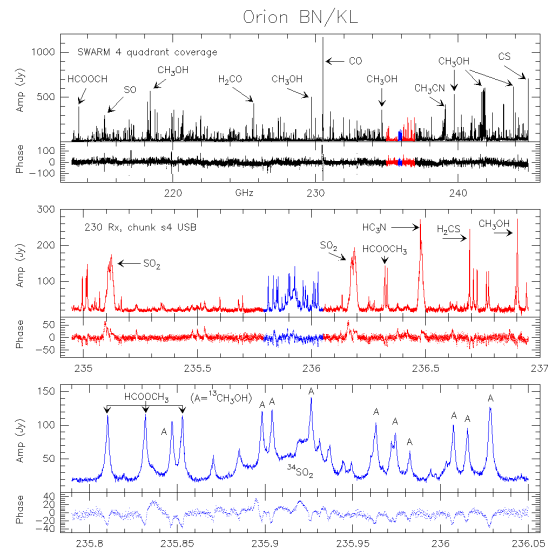 Orion BN/KL
SWARM 4 quadrant coverage
HCOOCH
SO
CH₃OH
H₂CO
CH₃OH
CO
CH₃OH
CH₃CN
CH₃OH
CS
Amp (Jy)
1000
500
Phase
100
0
−100
220 GHz 230 240
230 Rx, chunk s4 USB
SO₂
SO₂
HCOOCH₃
HC₃N
H₂CS
CH₃OH
Amp (Jy)
300
200
100
Phase
50
0
−50
235 235.5 236 236.5 237
HCOOCH₃ (A=¹³CH₃OH)
A A A A A A A A A A A
³⁴SO₂
Amp (Jy)
150
100
50
0
Phase
40
20
0
−20
−40
235.8 235.85 235.9 235.95 236 236.05